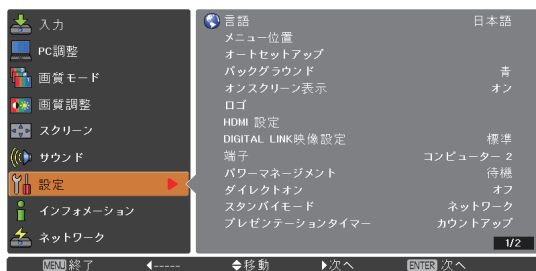 入力
PC調整
画質モード
画質調整
スクリーン
サウンド
設定
インフォメーション
ネットワーク
言語 日本語
メニュー位置
オートセットアップ
バックグラウンド 青
オンスクリーン表示 オン
ロゴ
HDMI 設定
DIGITAL LINK映像設定 標準
端子 コンピューター 2
パワーマネージメント 待機
ダイレクトオン オフ
スタンバイモード ネットワーク
プレゼンテーションタイマー カウントアップ
1/2
MENU 終了 ----- 移動 次へ ENTER 次へ